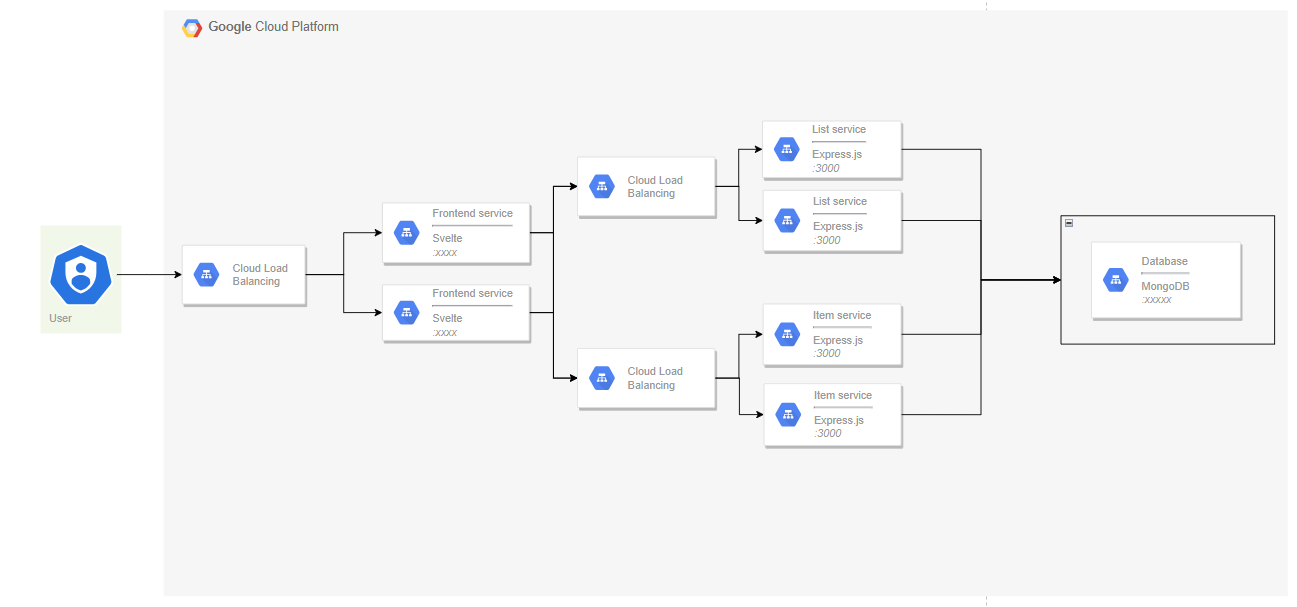 Google Cloud Platform
User
Cloud Load
Balancing
Frontend service
Svelte
:xxxx
Frontend service
Svelte
:xxxx
Cloud Load
Balancing
Cloud Load
Balancing
List service
Express.js
:3000
List service
Express.js
:3000
Item service
Express.js
:3000
Item service
Express.js
:3000
Database
MongoDB
:xxxxx